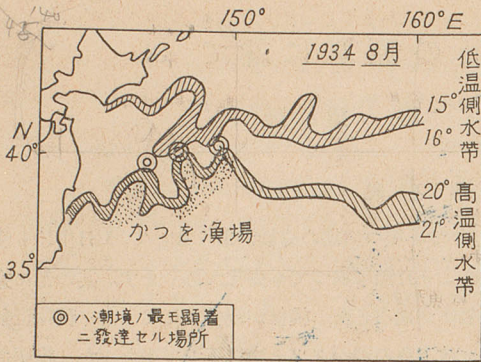 150° 160°E
1934 8月
低温側水帯
15°
16°
N
40°
20°
21°
高温側水帯
かつを漁場
35°
◎ハ潮境ノ最モ顕着
ニ發達セル場所